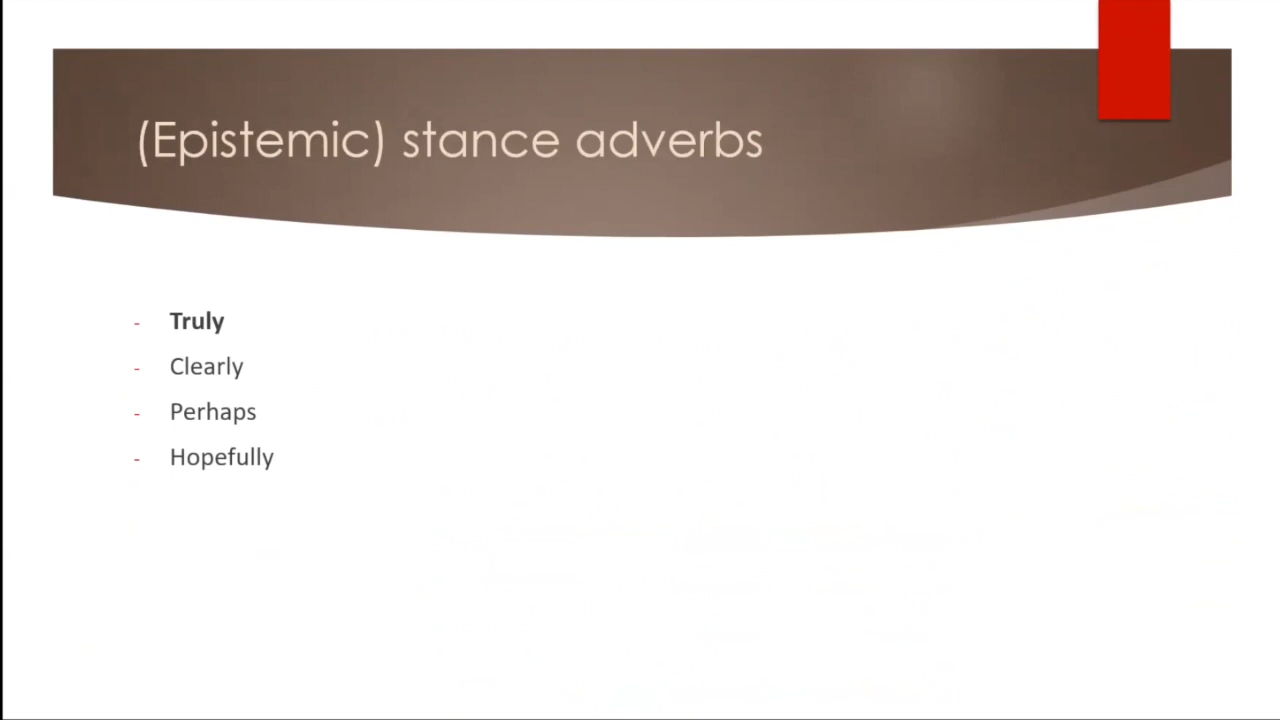 (Epistemic) stance adverbs
- Truly
- Clearly
- Perhaps
- Hopefully